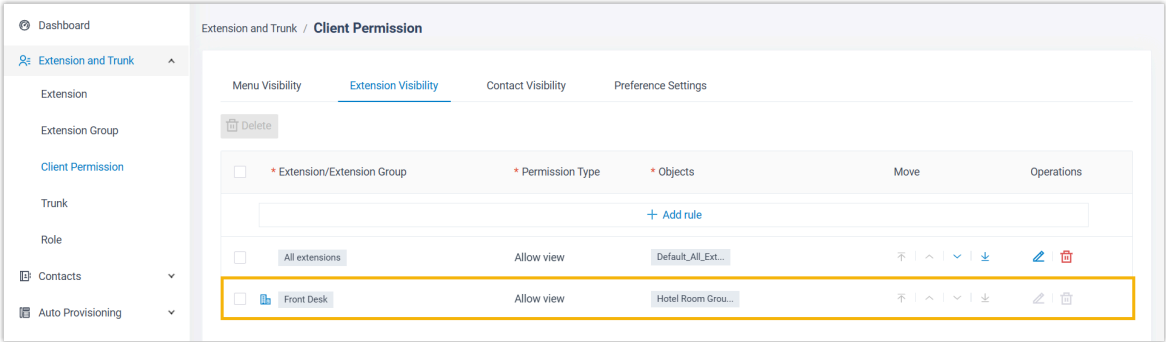 Dashboard
Extension and Trunk / Client Permission
Extension and Trunk
Extension
Extension Group
Client Permission
Trunk
Role
Contacts
Auto Provisioning
Menu Visibility Extension Visibility Contact Visibility Preference Settings
Delete
* Extension/Extension Group * Permission Type * Objects Move Operations
+ Add rule
All extensions Allow view Default_All_Ext...
Front Desk Allow view Hotel Room Grou...